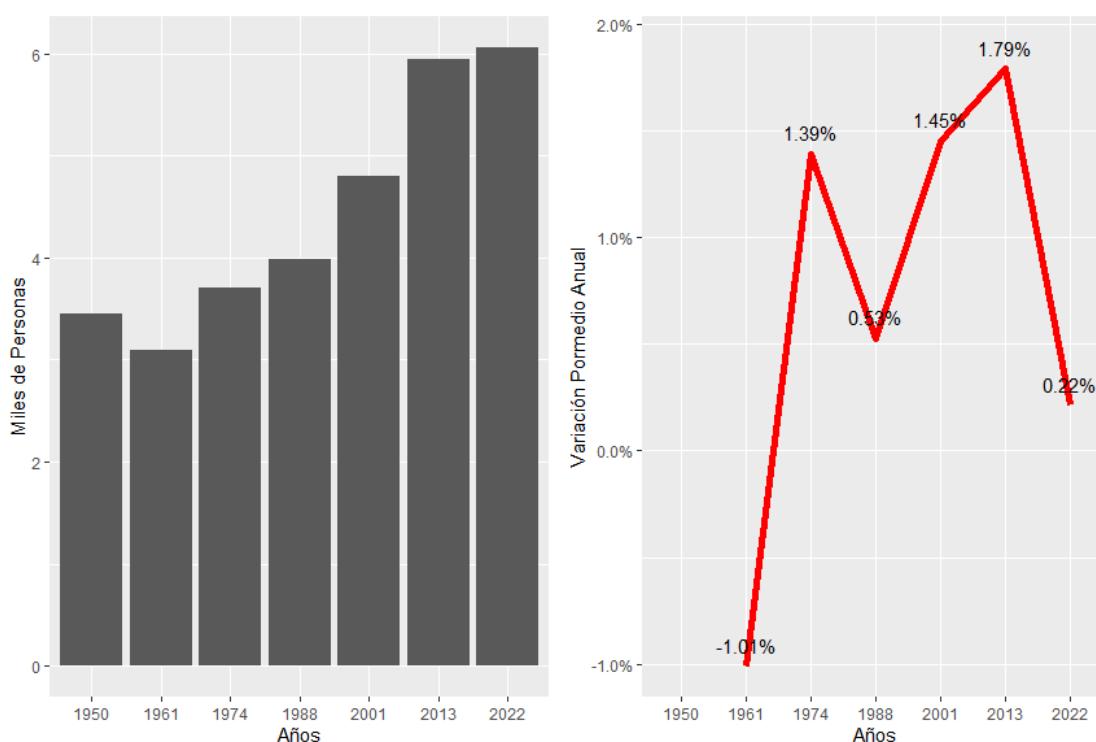 Miles de Personas
6
4
2
0
1950 1961 1974 1988 2001 2013 2022
Años
Variación Pormedio Anual
2.0%
1.0%
0.0%
-1.0%
-1.01%
1.39%
0.53%
1.45%
1.79%
0.22%
1950 1961 1974 1988 2001 2013 2022
Años